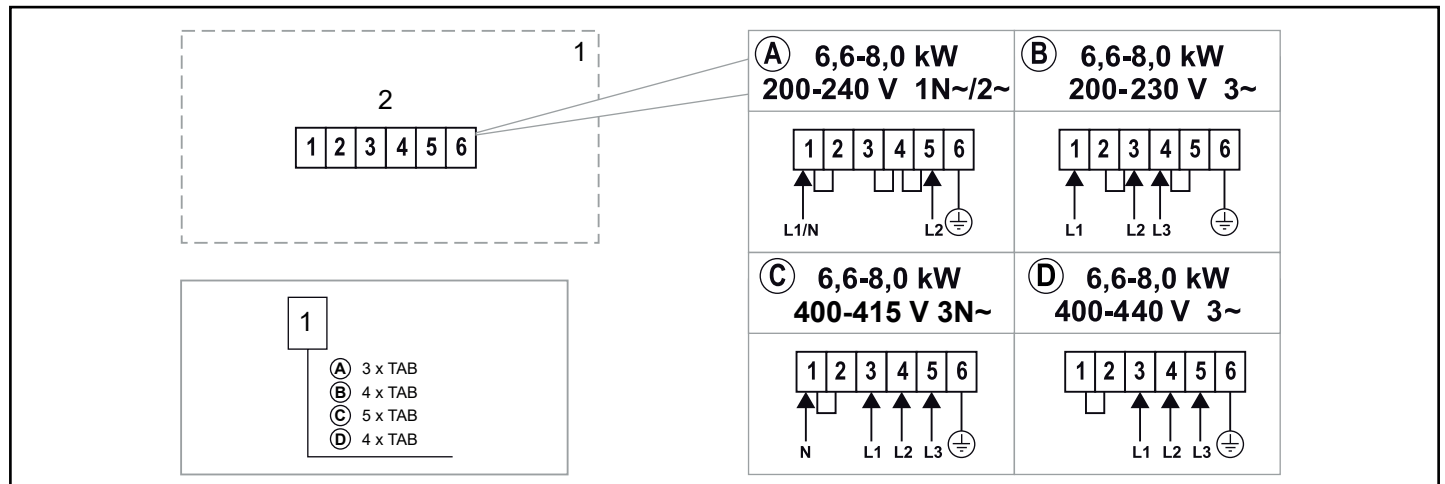 1
2
1 2 3 4 5 6
1
A 3 x TAB
B 4 x TAB
C 5 x TAB
D 4 x TAB
A 6,6-8,0 kW
200-240 V 1N~/2~
1 2 3 4 5 6
L1/N L2
B 6,6-8,0 kW
200-230 V 3~
1 2 3 4 5 6
L1 L2 L3
C 6,6-8,0 kW
400-415 V 3N~
1 2 3 4 5 6
N L1 L2 L3
D 6,6-8,0 kW
400-440 V 3~
1 2 3 4 5 6
L1 L2 L3